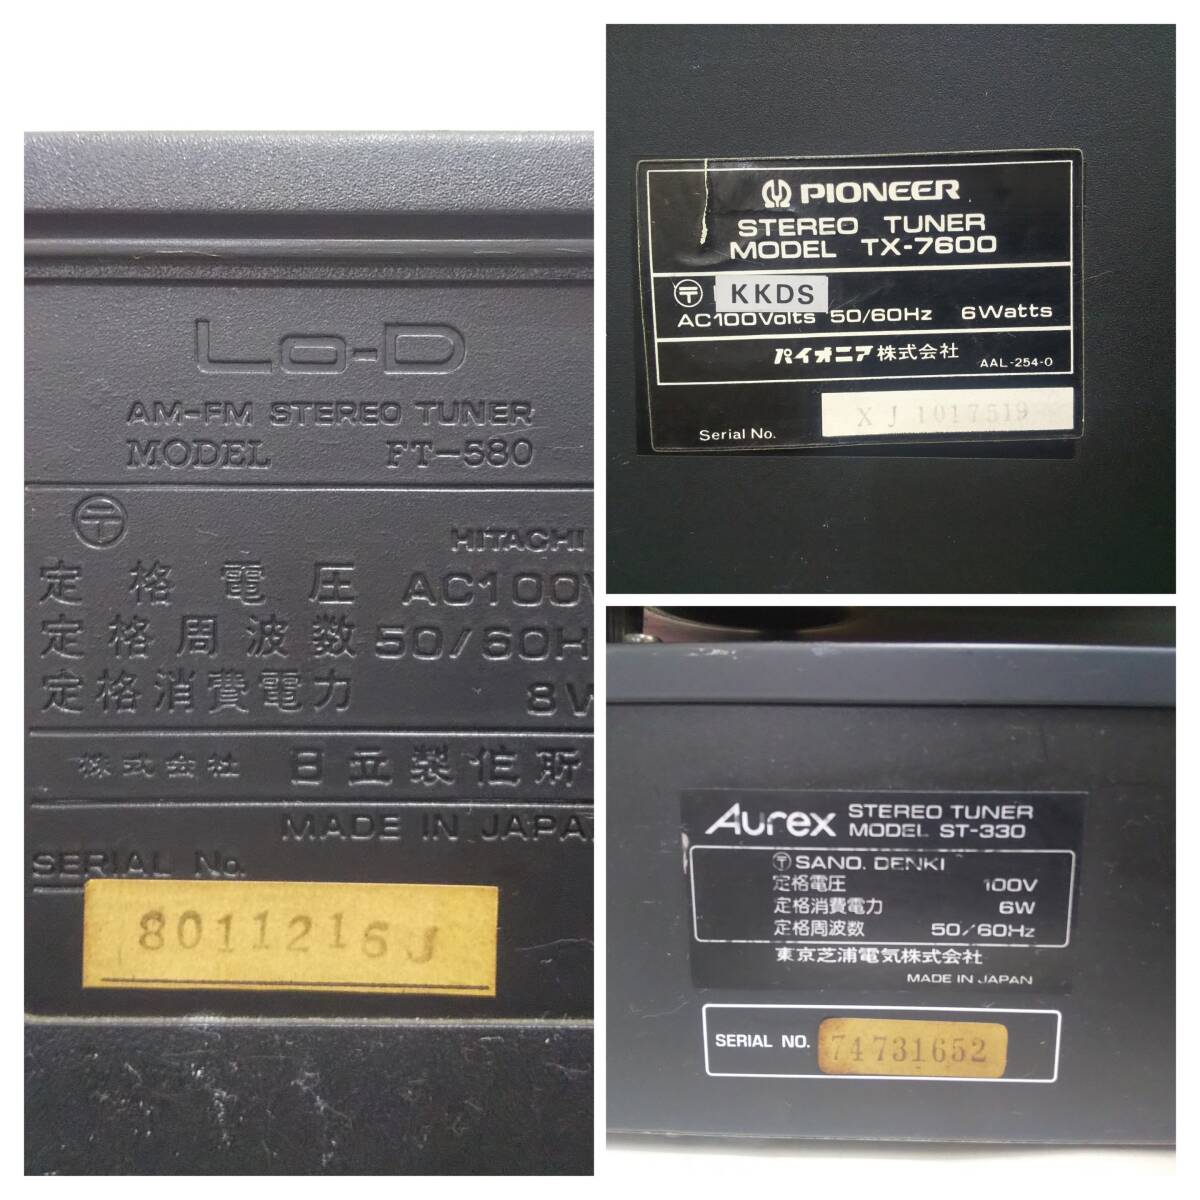 Lo-D
AM-FM STEREO TUNER
MODEL FT-580
〒
HITACHI
定格電圧 AC100V
定格周波数 50/60H
定格消費電力 8W
株式会社 日立製作所
MADE IN JAPA
SERIAL No.
8011216J
PIONEER
STEREO TUNER
MODEL TX-7600
〒 KKDS
AC100Volts 50/60Hz 6Watts
パイオニア株式会社 AAL-254-0
Serial No. XJ1017519
Aurex STEREO TUNER
MODEL ST-330
〒 SANO. DENKI
定格電圧 100V
定格消費電力 6W
定格周波数 50/60Hz
東京芝浦電気株式会社
MADE IN JAPAN
SERIAL NO. 74731652